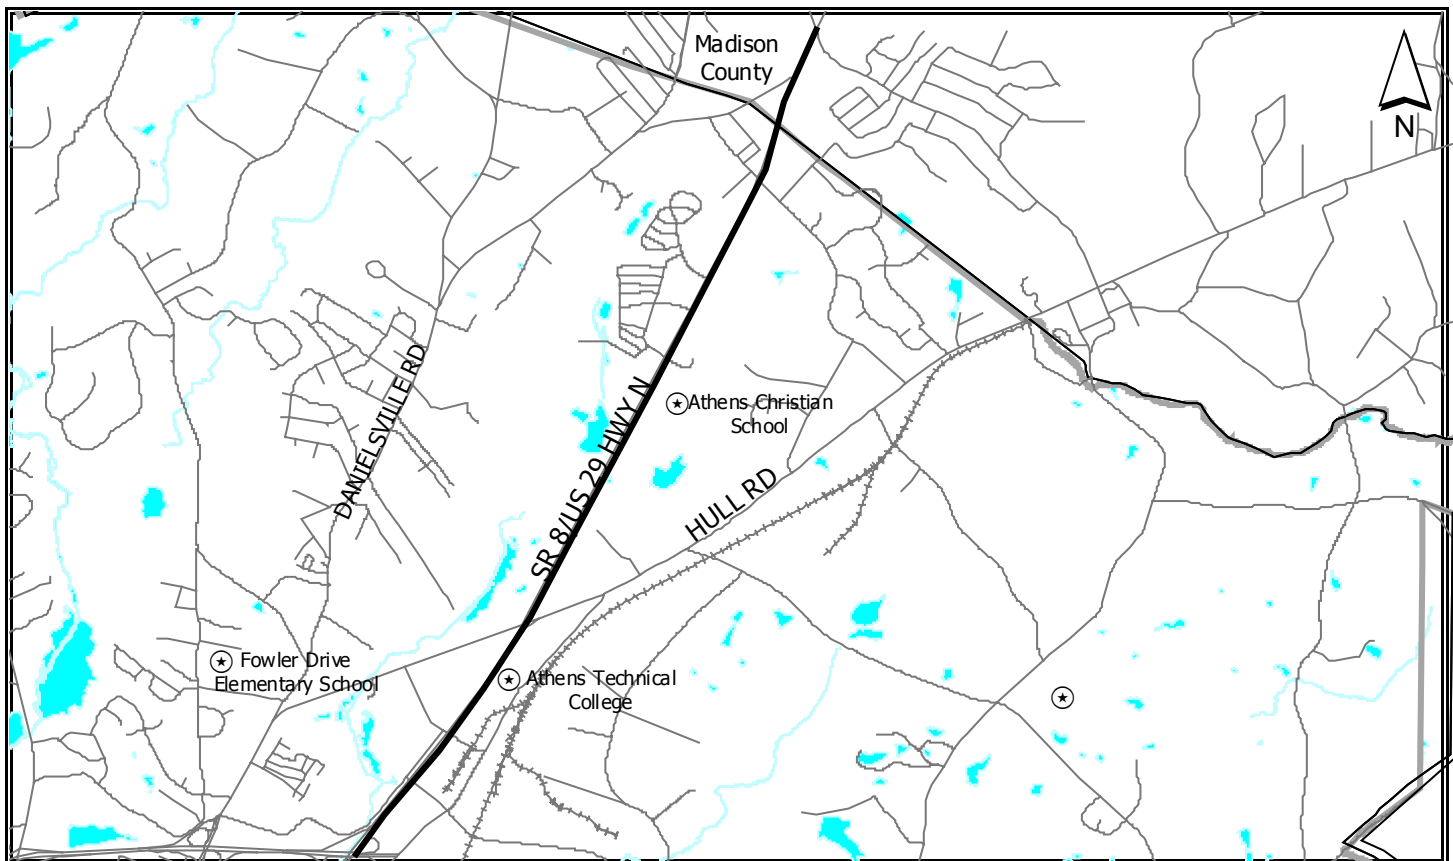 Madison
County
N
DANIELSVILLE RD
SR 8/US 29 HWY N
Athens Christian
School
HULL RD
Fowler Drive
Elementary School
Athens Technical
College